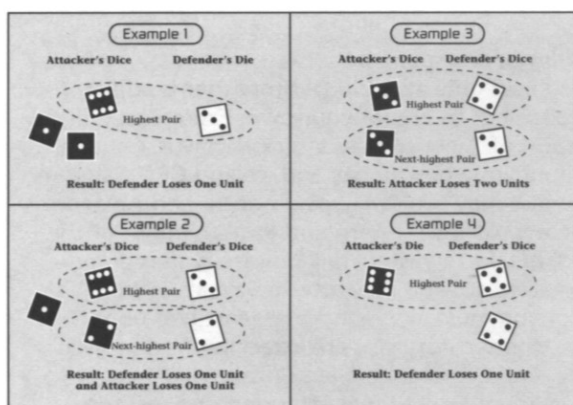 Example 1
Attacker's Dice Defender's Die
Highest Pair
Result: Defender Loses One Unit
Example 3
Attacker's Dice Defender's Dice
Highest Pair
Next-highest Pair
Result: Attacker Loses Two Units
Example 2
Attacker's Dice Defender's Dice
Highest Pair
Next-highest Pair
Result: Defender Loses One Unit
and Attacker Loses One Unit
Example 4
Attacker's Die Defender's Dice
Highest Pair
Result: Defender Loses One Unit